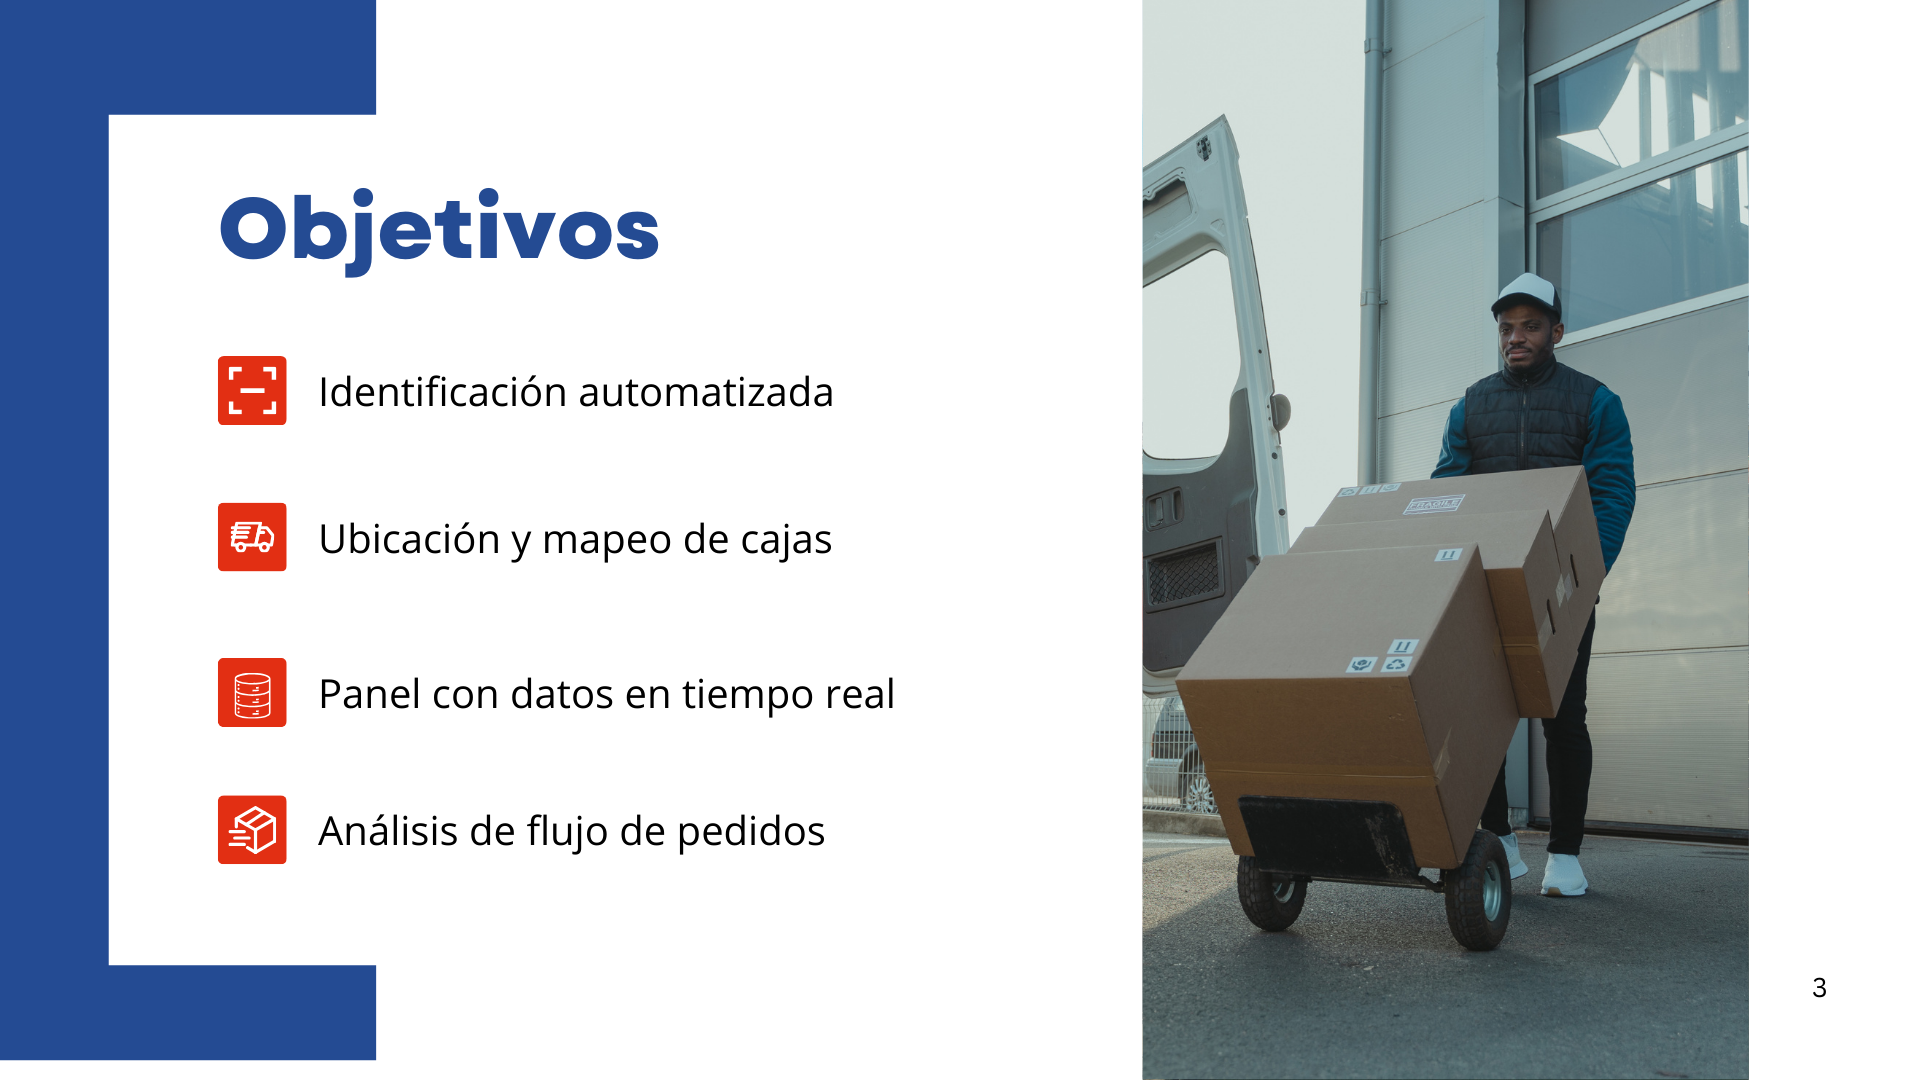 Objetivos
Identificación automatizada
Ubicación y mapeo de cajas
Panel con datos en tiempo real
Análisis de flujo de pedidos
FRAGILE
3